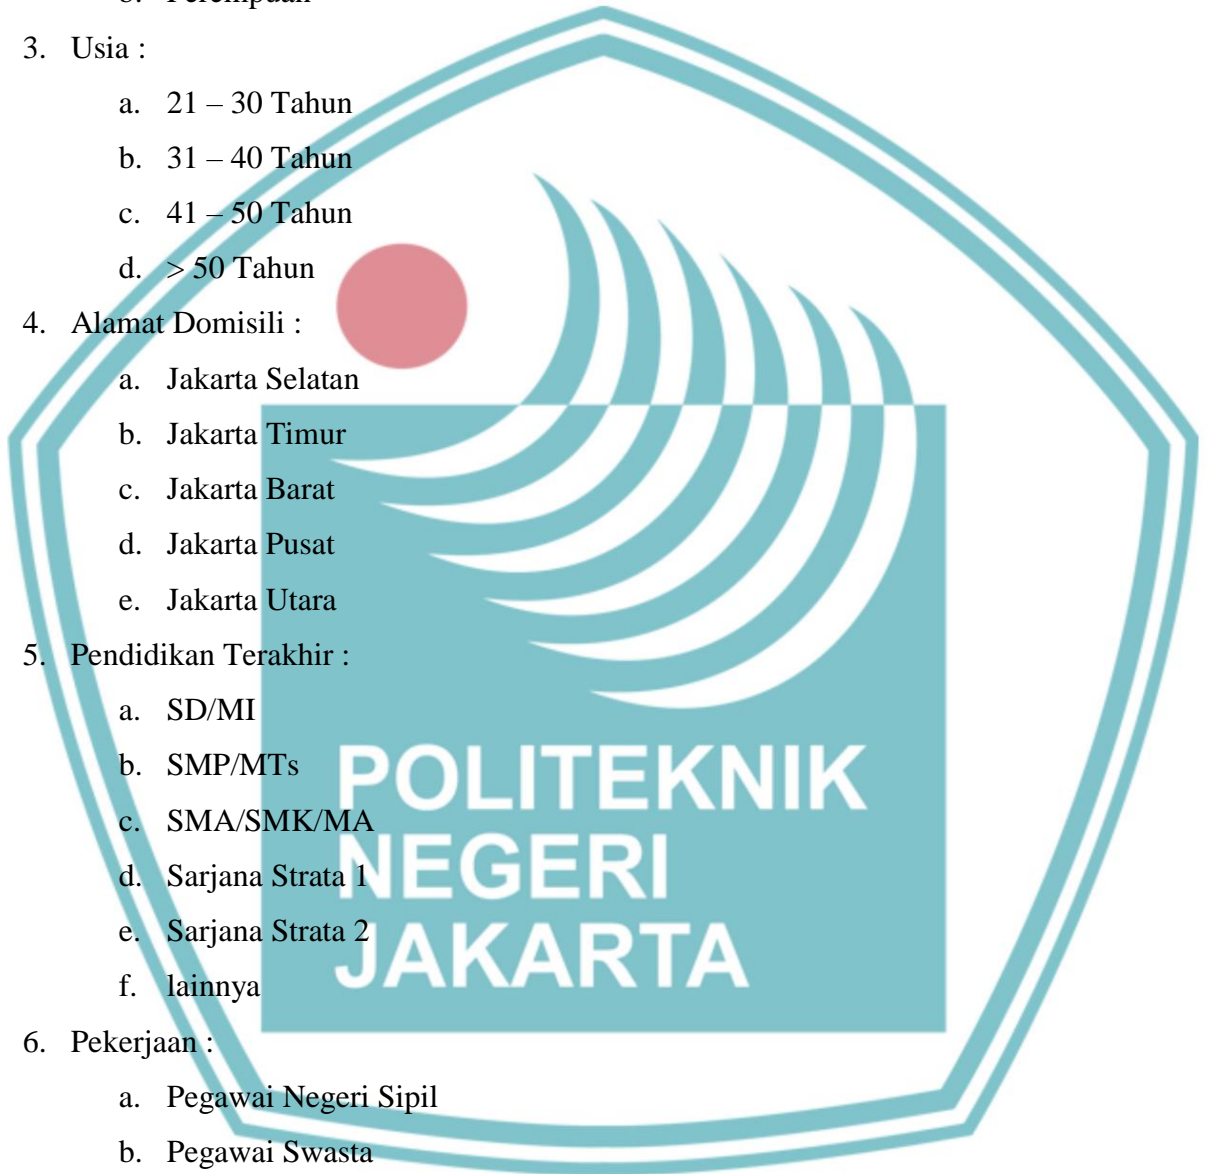 b. Perempuan
3. Usia :
a. 21 – 30 Tahun
b. 31 – 40 Tahun
c. 41 – 50 Tahun
d. > 50 Tahun
4. Alamat Domisili :
a. Jakarta Selatan
b. Jakarta Timur
c. Jakarta Barat
d. Jakarta Pusat
e. Jakarta Utara
5. Pendidikan Terakhir :
a. SD/MI
b. SMP/MTs
c. SMA/SMK/MA
d. Sarjana Strata 1
e. Sarjana Strata 2
f. lainnya
6. Pekerjaan :
a. Pegawai Negeri Sipil
b. Pegawai Swasta
POLITEKNIK
NEGERI
JAKARTA